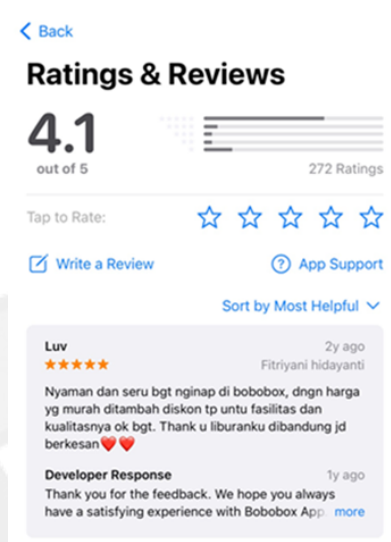 Back
Ratings & Reviews
4.1
out of 5
272 Ratings
Tap to Rate:
Write a Review
App Support
Sort by Most Helpful
Luv
2y ago
Fitriyani hidayanti
Nyaman dan seru bgt nginap di bobobox, dngn harga
yg murah ditambah diskon tp untu fasilitas dan
kualitasnya ok bgt. Thank u liburanku dibandung jd
berkesan❤️❤️
Developer Response
1y ago
Thank you for the feedback. We hope you always
have a satisfying experience with Bobobox App. more